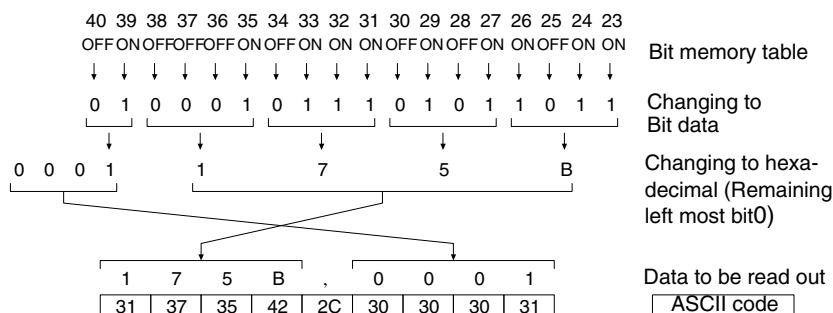 40 39 38 37 36 35 34 33 32 31 30 29 28 27 26 25 24 23
OFF ON OFF OFF OFF ON OFF ON ON ON OFF ON OFF ON ON OFF ON ON
Bit memory table
0 1 0 0 0 1 0 1 1 1 0 1 0 1 1 0 1 1
Changing to
Bit data
0 0 0 1 1 7 5 B
Changing to hexa-
decimal (Remaining
left most bit0)
1 7 5 B , 0 0 0 1
Data to be read out
31 37 35 42 2C 30 30 30 31
ASCII code